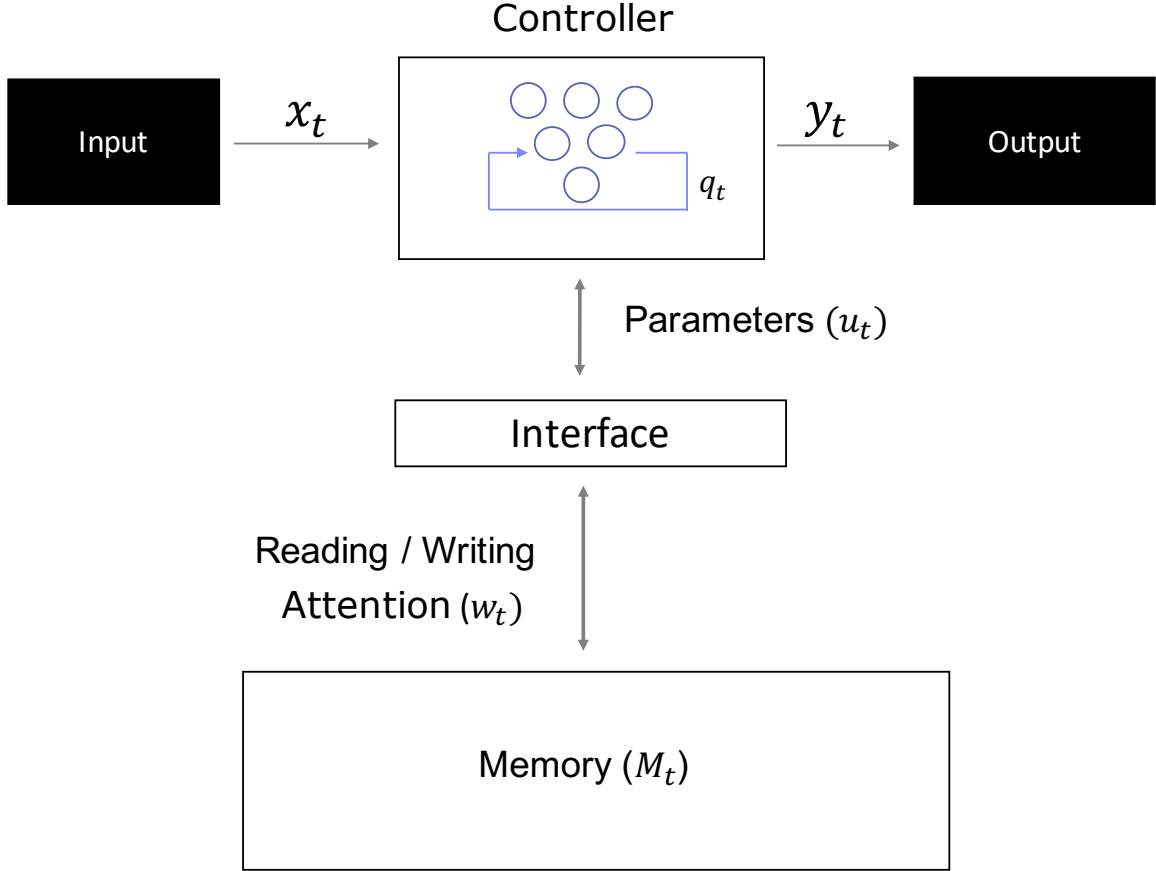 Controller
Input
x_t
y_t
Output
q_t
Parameters (u_t)
Interface
Reading / Writing
Attention (w_t)
Memory (M_t)